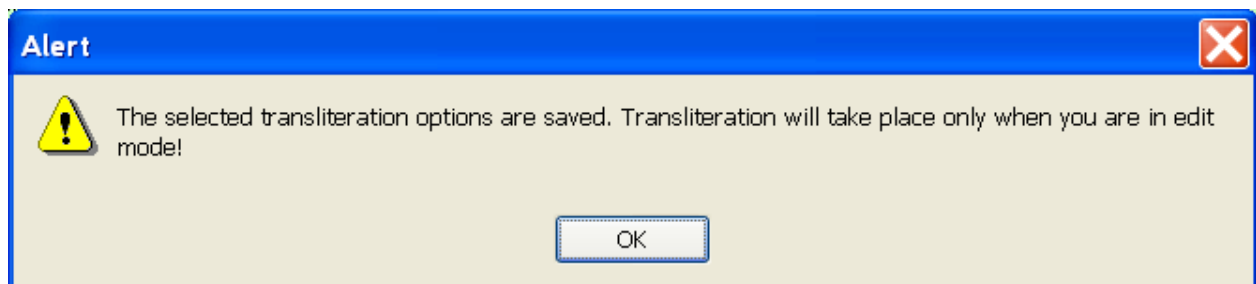 Alert
The selected transliteration options are saved. Transliteration will take place only when you are in edit
mode!
OK